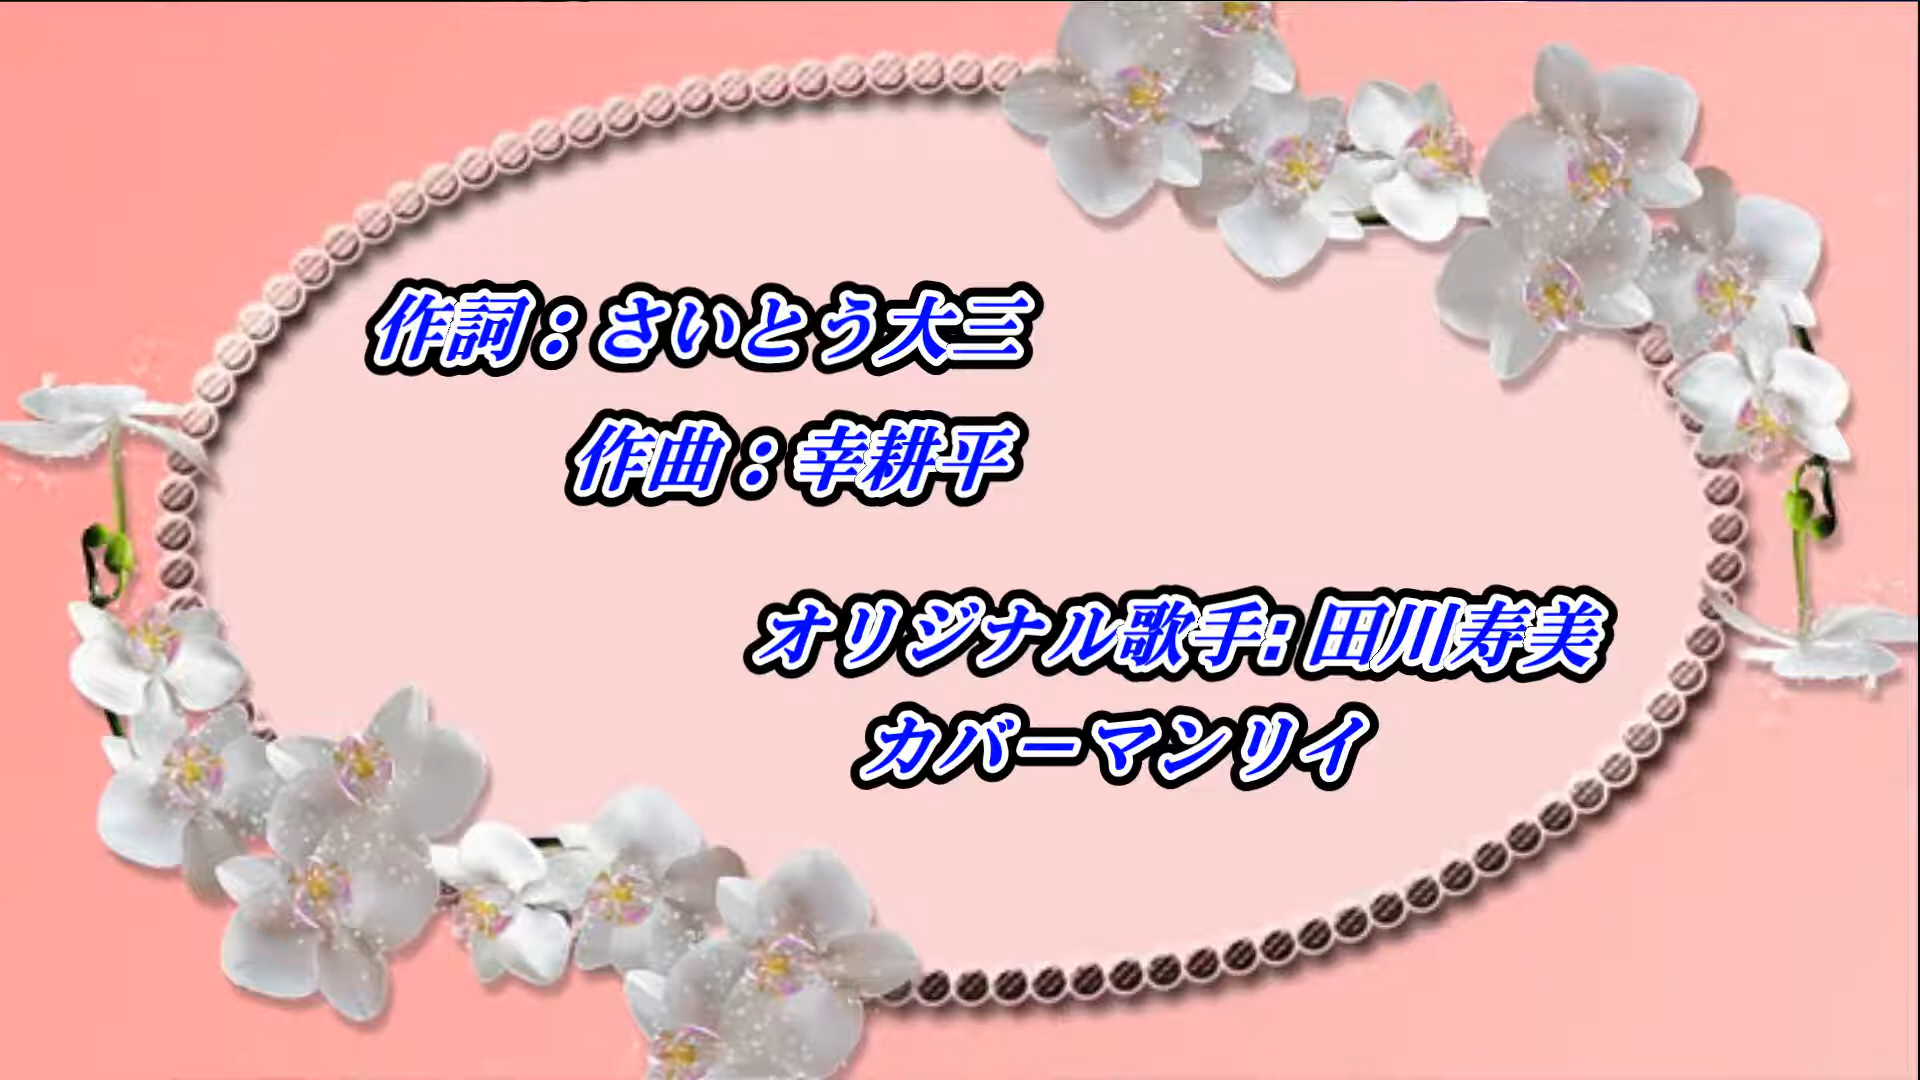 作詞：さいとう大三
作曲：幸耕平
オリジナル歌手: 田川寿美
カバーマンリイ